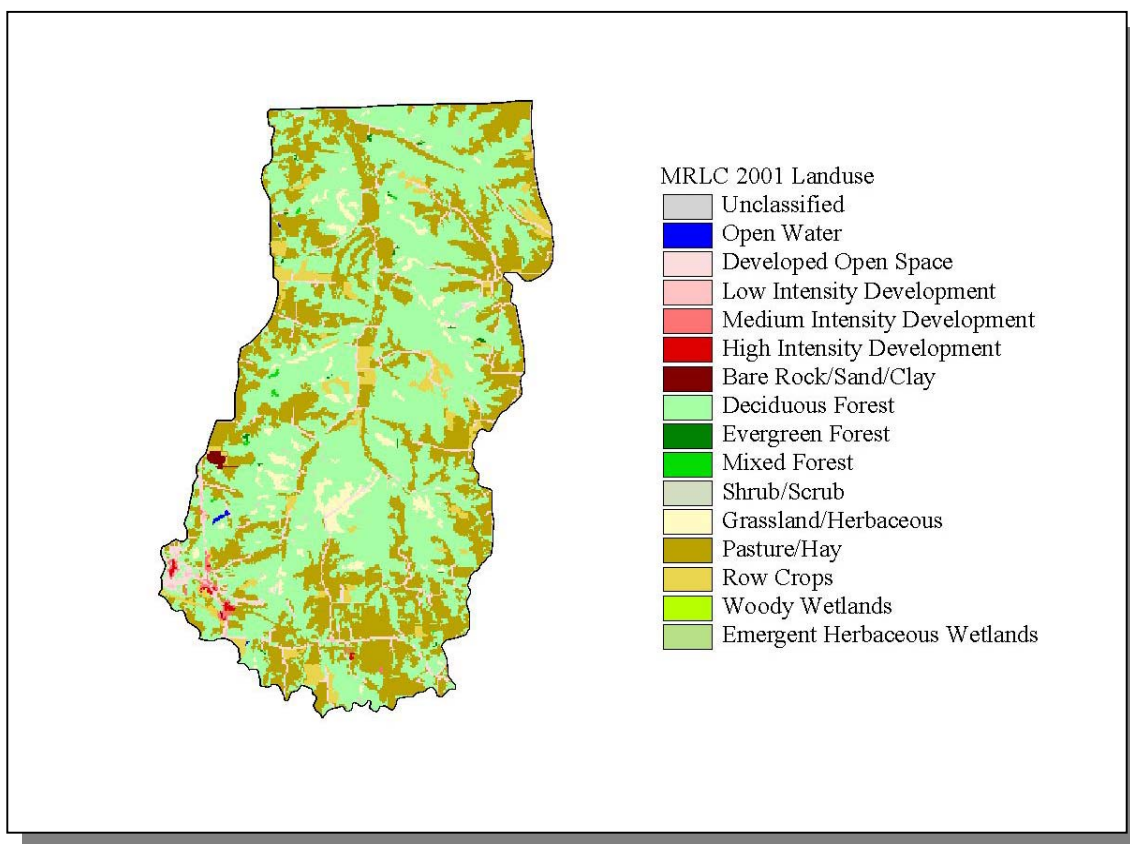 MRLC 2001 Landuse
Unclassified
Open Water
Developed Open Space
Low Intensity Development
Medium Intensity Development
High Intensity Development
Bare Rock/Sand/Clay
Deciduous Forest
Evergreen Forest
Mixed Forest
Shrub/Scrub
Grassland/Herbaceous
Pasture/Hay
Row Crops
Woody Wetlands
Emergent Herbaceous Wetlands